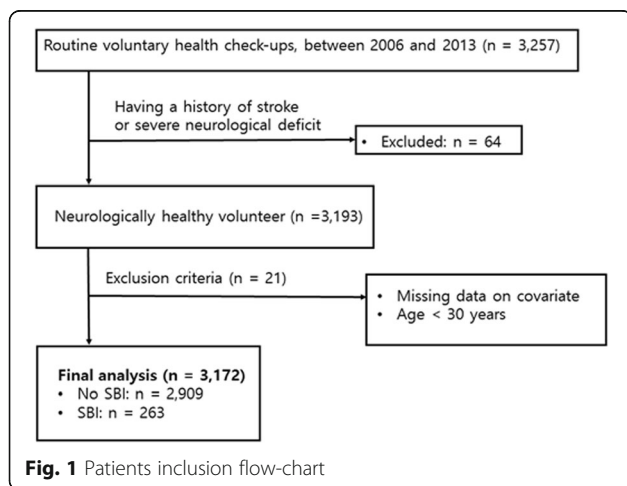 Routine voluntary health check-ups, between 2006 and 2013 (n = 3,257)
Having a history of stroke
or severe neurological deficit
• Excluded: n = 64
Neurologically healthy volunteer (n =3,193)
Exclusion criteria (n = 21)
• Missing data on covariate
• Age < 30 years
Final analysis (n = 3,172)
• No SBI: n = 2,909
• SBI: n = 263
Fig. 1 Patients inclusion flow-chart